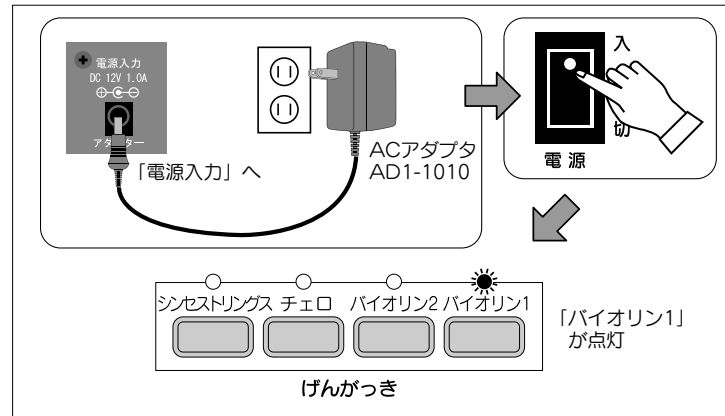 電源入力
DC 12V 1.0A
アダプター
「電源入力」へ
ACアダプタ
AD1-1010
入
切
電源
シンセストリングス チェロ バイオリン2 バイオリン1
「バイオリン1」
が点灯
げんがっき